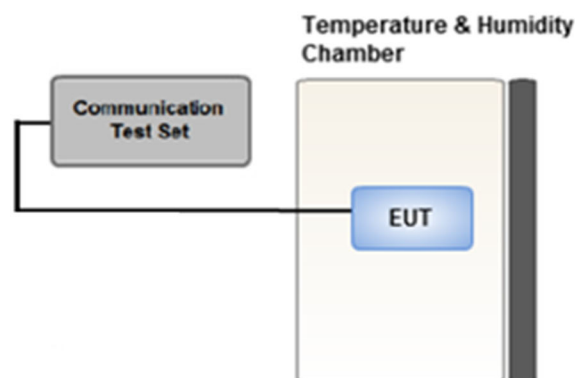 Temperature & Humidity
Chamber
Communication
Test Set
EUT